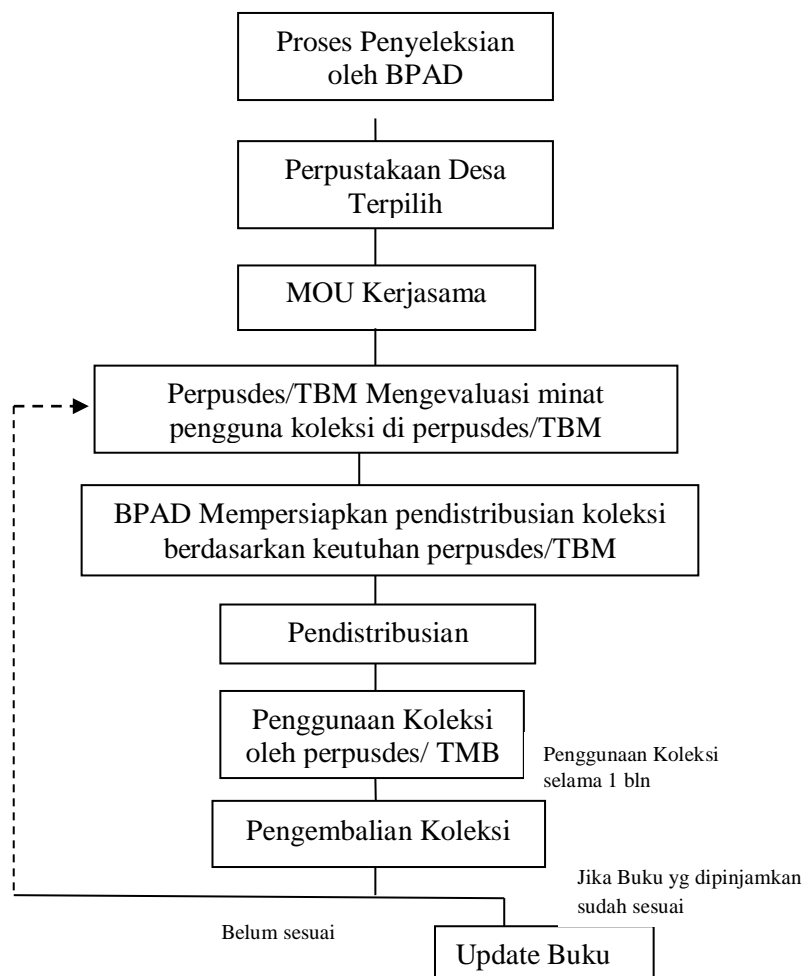 Proses Penyeleksian
oleh BPAD
Perpustakaan Desa
Terpilih
MOU Kerjasama
Perpusdes/TBM Mengevaluasi minat
pengguna koleksi di perpusdes/TBM
BPAD Mempersiapkan pendistribusian koleksi
berdasarkan keutuhan perpusdes/TBM
Pendistribusian
Penggunaan Koleksi
oleh perpusdes/ TMB
Penggunaan Koleksi
selama 1 bln
Pengembalian Koleksi
Jika Buku yg dipinjamkan
sudah sesuai
Belum sesuai
Update Buku